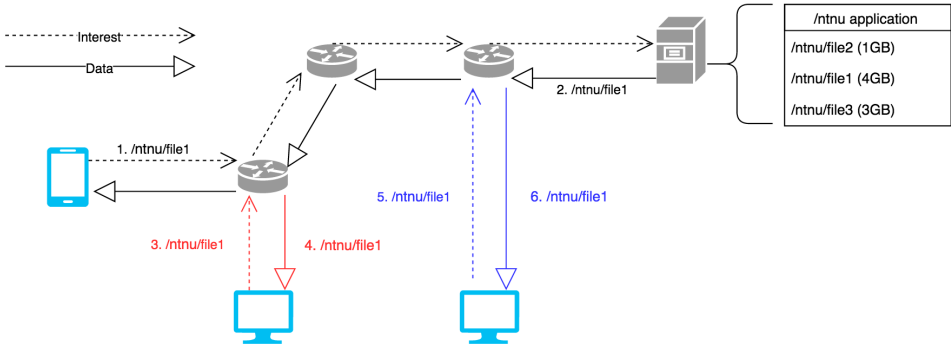 Interest
Data
1. /ntnu/file1
2. /ntnu/file1
3. /ntnu/file1
4. /ntnu/file1
5. /ntnu/file1
6. /ntnu/file1
/ntnu application
/ntnu/file2 (1GB)
/ntnu/file1 (4GB)
/ntnu/file3 (3GB)